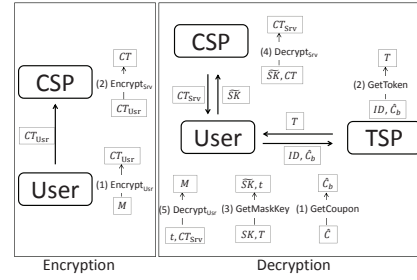 CT
CSP
(2) Encrypt_Srv
CT_Usr
CT_Usr
CT_Usr
User
(1) Encrypt_Usr
M
Encryption
CT_Srv
CSP
(4) Decrypt_Srv
S͠K, CT
T
CT_Srv
S͠K
(2) GetToken
ID, Ĉ_b
T
User
TSP
ID, Ĉ_b
M
S͠K, t
Ĉ_b
(5) Decrypt_Usr
(3) GetMaskKey
(1) GetCoupon
t, CT_Srv
SK, T
Ĉ
Decryption